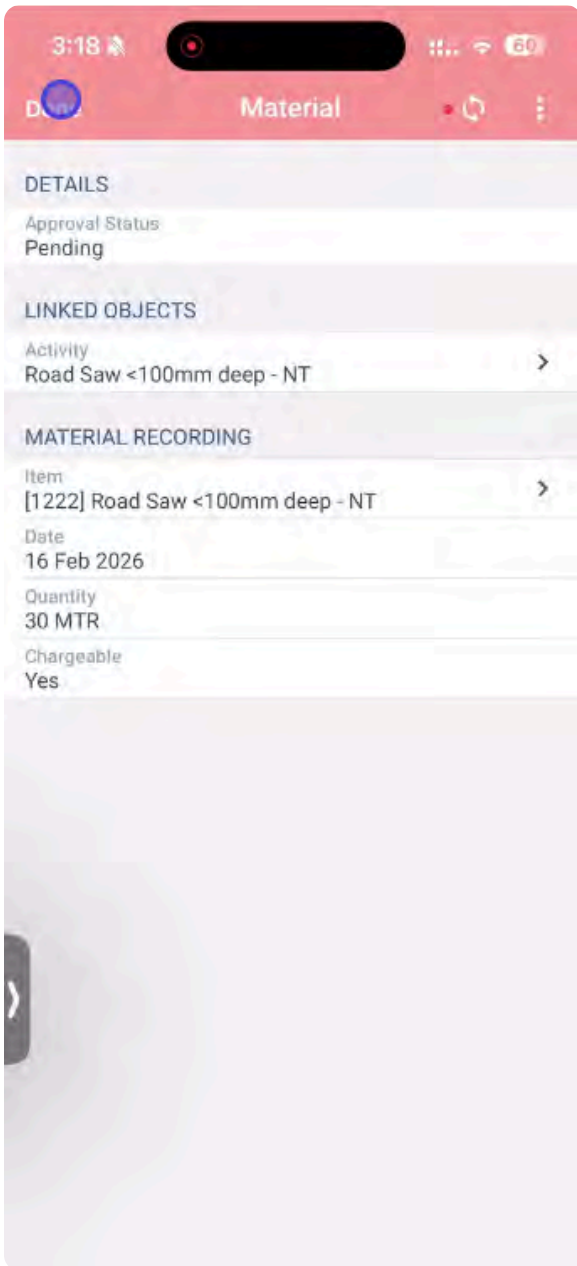 3:18
60
Done
Material
DETAILS
Approval Status
Pending
LINKED OBJECTS
Activity
Road Saw <100mm deep - NT
MATERIAL RECORDING
Item
[1222] Road Saw <100mm deep - NT
Date
16 Feb 2026
Quantity
30 MTR
Chargeable
Yes